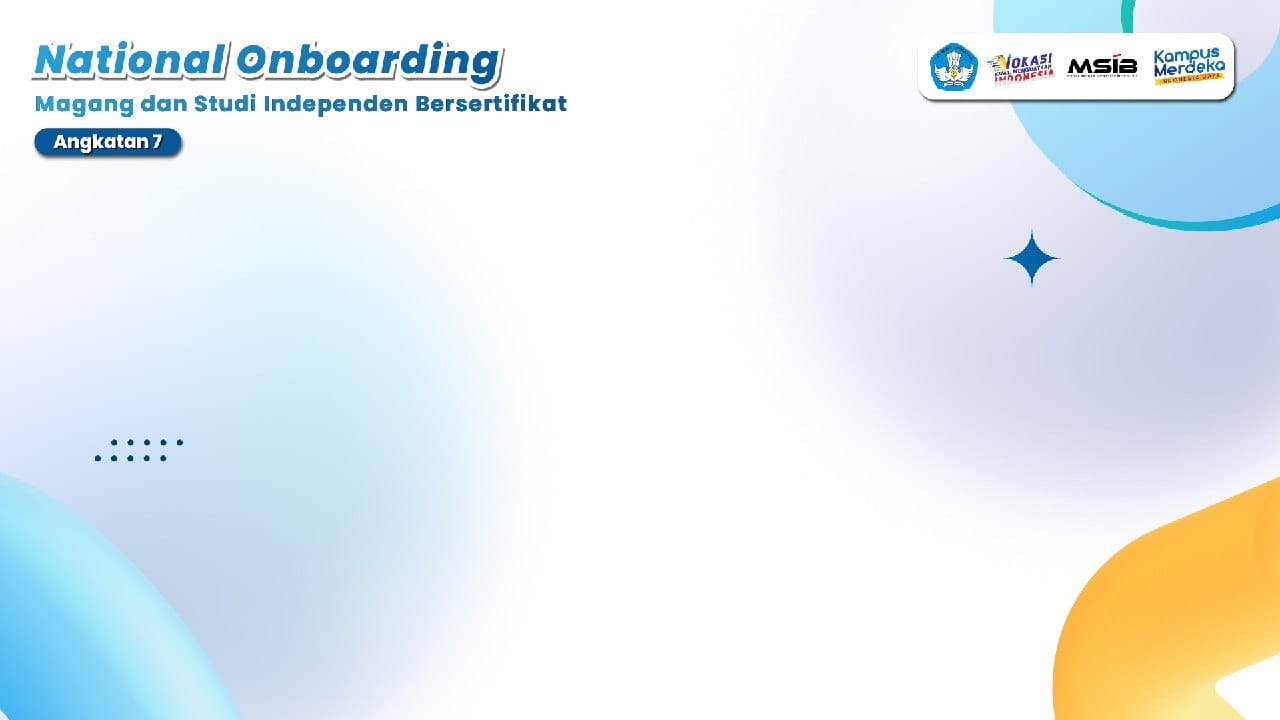 National Onboarding
Magang dan Studi Independen Bersertifikat
Angkatan 7
VOKASI
KUAT, MENGUATKAN
INDONESIA
MSIB
Kampus
Merdeka
INDONESIA JAYA